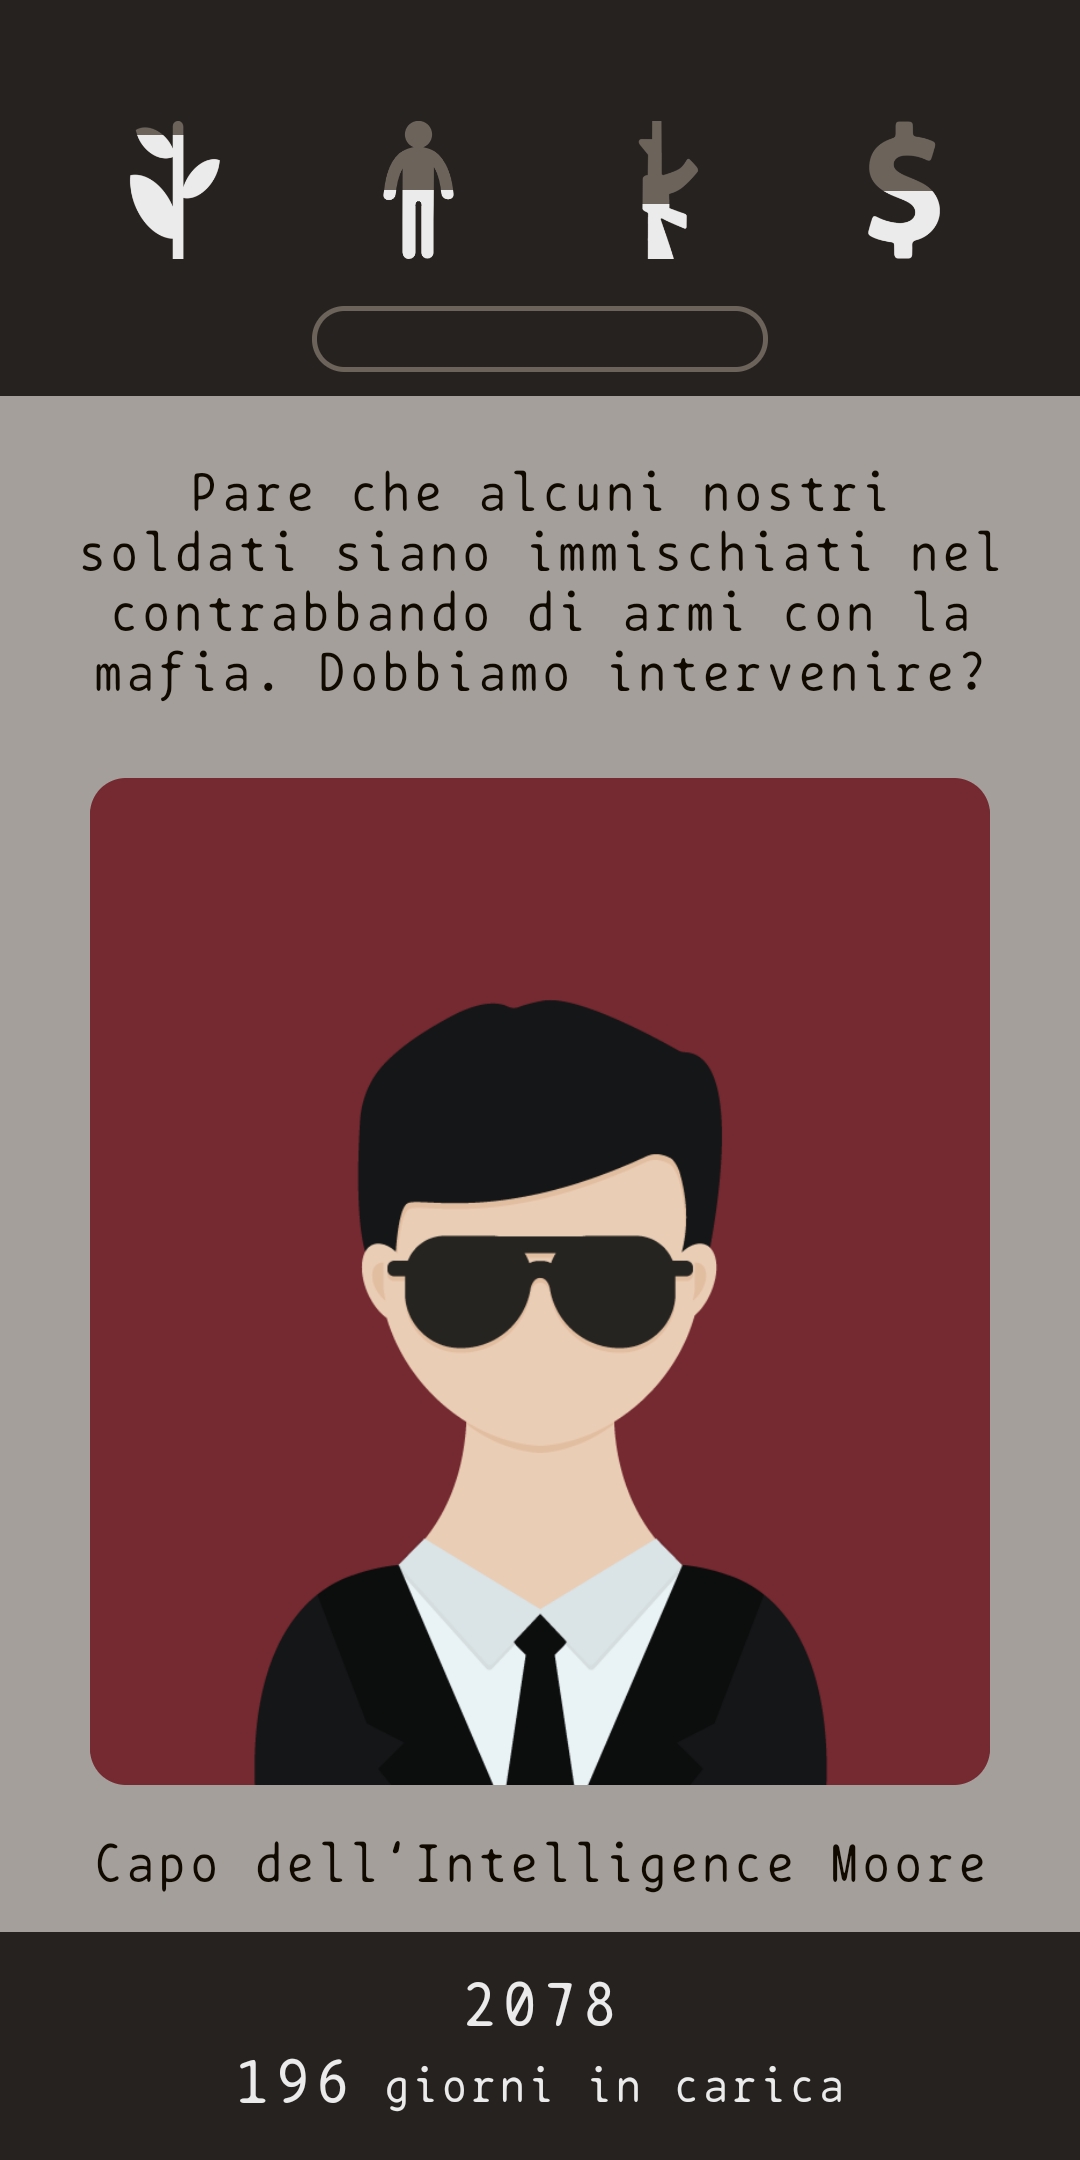 Pare che alcuni nostri
soldati siano immischiati nel
contrabbando di armi con la
mafia. Dobbiamo intervenire?
Capo dell‘Intelligence Moore
2078
196 giorni in carica